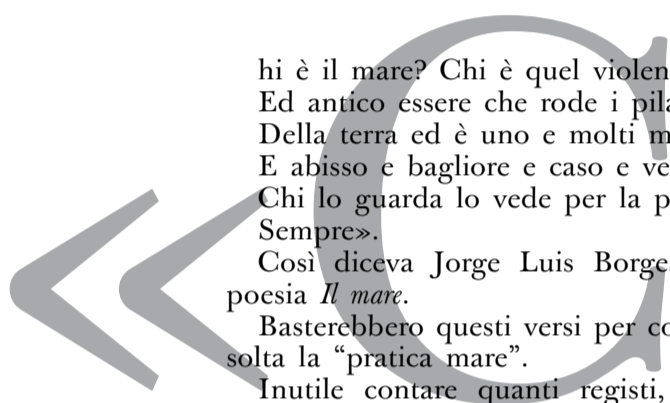 «C
hi è il mare? Chi è quel violen
Ed antico essere che rode i pila
Della terra ed è uno e molti m
E abisso e bagliore e caso e ve
Chi lo guarda lo vede per la p
Sempre».
Così diceva Jorge Luis Borge
poesia Il mare.
Basterebbero questi versi per co
solta la “pratica mare”.
Inutile contare quanti registi,